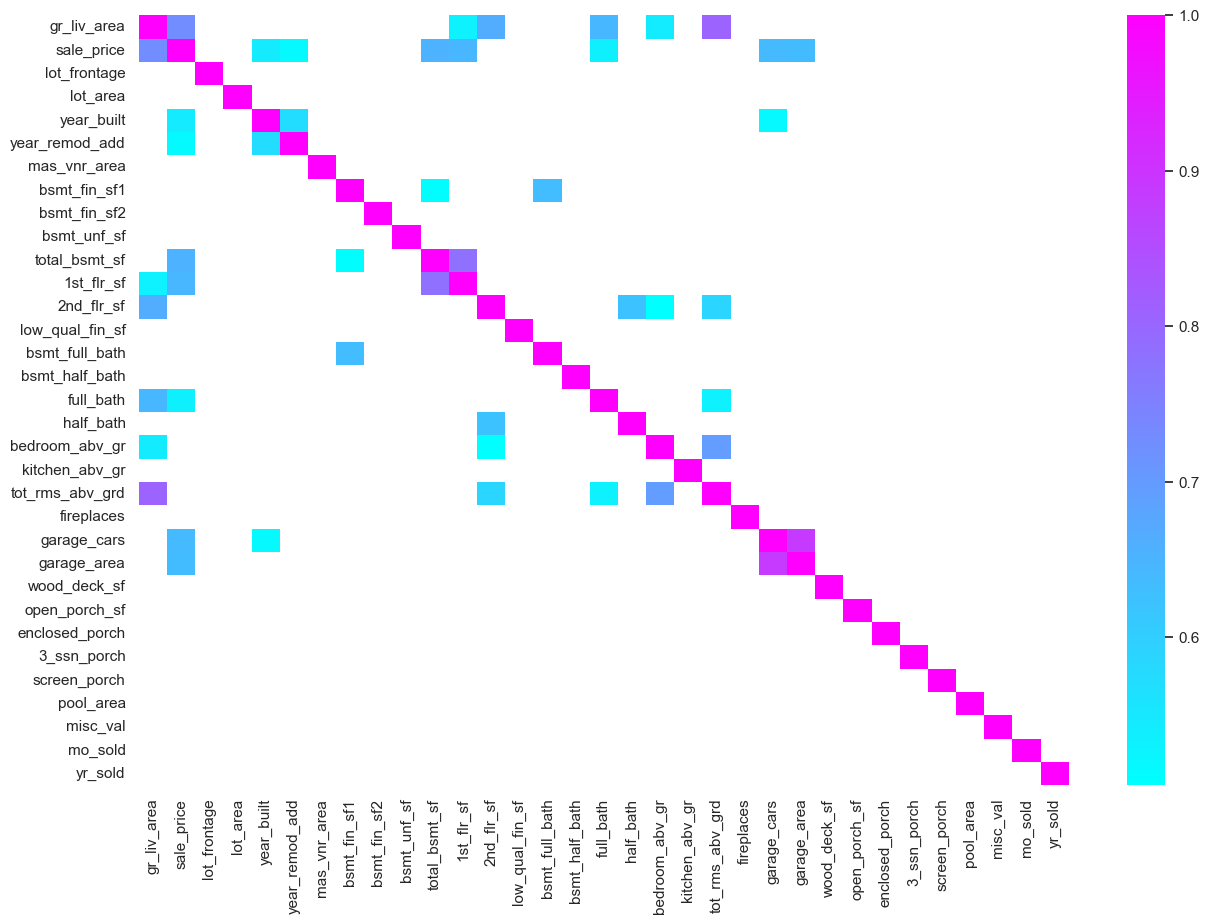 gr_liv_area
sale_price
lot_frontage
lot_area
year_built
year_remod_add
mas_vnr_area
bsmt_fin_sf1
bsmt_fin_sf2
bsmt_unf_sf
total_bsmt_sf
1st_flr_sf
2nd_flr_sf
low_qual_fin_sf
bsmt_full_bath
bsmt_half_bath
full_bath
half_bath
bedroom_abv_gr
kitchen_abv_gr
tot_rms_abv_grd
fireplaces
garage_cars
garage_area
wood_deck_sf
open_porch_sf
enclosed_porch
3_ssn_porch
screen_porch
pool_area
misc_val
mo_sold
yr_sold
gr_liv_area
sale_price
lot_frontage
lot_area
year_built
year_remod_add
mas_vnr_area
bsmt_fin_sf1
bsmt_fin_sf2
bsmt_unf_sf
total_bsmt_sf
1st_flr_sf
2nd_flr_sf
low_qual_fin_sf
bsmt_full_bath
bsmt_half_bath
full_bath
half_bath
bedroom_abv_gr
kitchen_abv_gr
tot_rms_abv_grd
fireplaces
garage_cars
garage_area
wood_deck_sf
open_porch_sf
enclosed_porch
3_ssn_porch
screen_porch
pool_area
misc_val
mo_sold
yr_sold
1.0
0.9
0.8
0.7
0.6